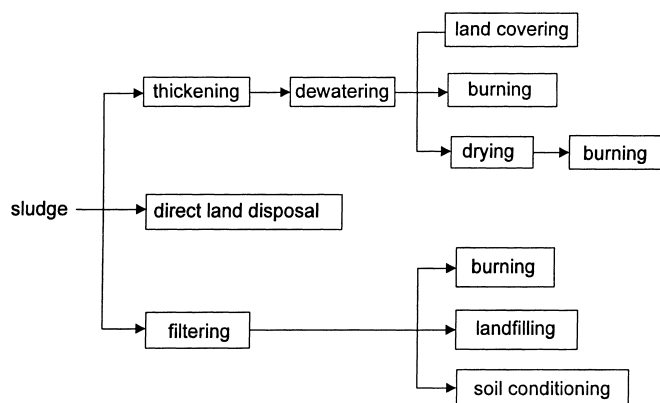 land covering
thickening
dewatering
burning
drying
burning
sludge
direct land disposal
burning
filtering
landfilling
soil conditioning